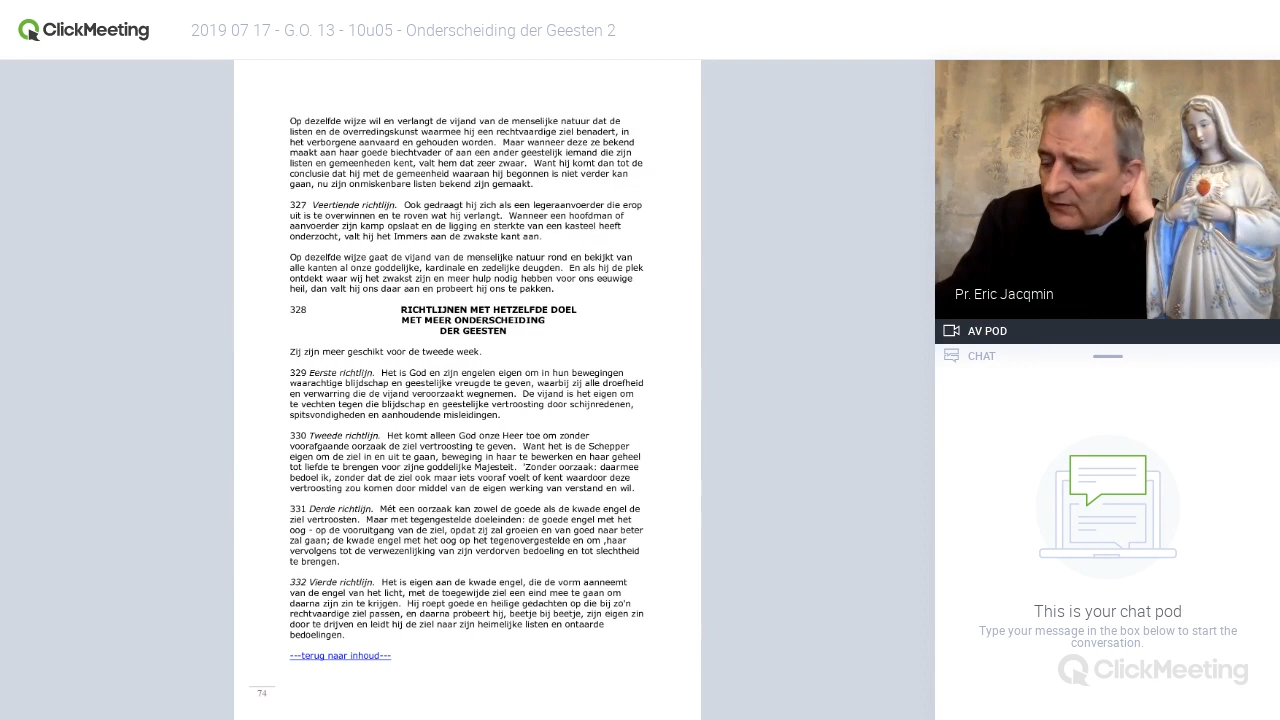 ClickMeeting
2019 07 17 - G.O. 13 - 10u05 - Onderscheiding der Geesten 2
Op dezelfde wijze wil en verlangt de vijand van de menselijke natuur dat de
listen en de overredingskunst waarmee hij een rechtvaardige ziel benadert, in
het verborgene aanvaard en gehouden worden.  Maar wanneer deze ze bekend
maakt aan haar goede biechtvader of aan een ander geestelijk iemand die zijn
listen en gemeenheden kent, valt hem dat zeer zwaar.  Want hij komt dan tot de
conclusie dat hij met de gemeenheid waaraan hij begonnen is niet verder kan
gaan, nu zijn onmiskenbare listen bekend zijn gemaakt.
327  Veertiende richtlijn.  Ook gedraagt hij zich als een legeraanvoerder die erop
uit is te overwinnen en te roven wat hij verlangt.  Wanneer een hoofdman of
aanvoerder zijn kamp opslaat en de ligging en sterkte van een kasteel heeft
onderzocht, valt hij het Immers aan de zwakste kant aan.
Op dezelfde wijze gaat de vijand van de menselijke natuur rond en bekijkt van
alle kanten al onze goddelijke, kardinale en zedelijke deugden.  En als hij de plek
ontdekt waar wij het zwakst zijn en meer hulp nodig hebben voor ons eeuwige
heil, dan valt hij ons daar aan en probeert hij ons te pakken.
328 RICHTLIJNEN MET HETZELFDE DOEL
MET MEER ONDERSCHEIDING
DER GEESTEN
Zij zijn meer geschikt voor de tweede week.
329 Eerste richtlijn.  Het is God en zijn engelen eigen om in hun bewegingen
waarachtige blijdschap en geestelijke vreugde te geven, waarbij zij alle droefheid
en verwarring die de vijand veroorzaakt wegnemen.  De vijand is het eigen om
te vechten tegen die blijdschap en geestelijke vertroosting door schijnredenen,
spitsvondigheden en aanhoudende misleidingen.
330 Tweede richtlijn.  Het komt alleen God onze Heer toe om zonder
voorafgaande oorzaak de ziel vertroosting te geven.  Want het is de Schepper
eigen om de ziel in en uit te gaan, beweging in haar te bewerken en haar geheel
tot liefde te brengen voor zijne goddelijke Majesteit.  'Zonder oorzaak: daarmee
bedoel ik, zonder dat de ziel ook maar iets vooraf voelt of kent waardoor deze
vertroosting zou komen door middel van de eigen werking van verstand en wil.
331 Derde richtlijn.  Mét een oorzaak kan zowel de goede als de kwade engel de
ziel vertroosten.  Maar met tegengestelde doeleinden: de goede engel met het
oog - op de vooruitgang van de ziel, opdat zij zal groeien en van goed naar beter
zal gaan; de kwade engel met het oog op het tegenovergestelde en om ,haar
vervolgens tot de verwezenlijking van zijn verdorven bedoeling en tot slechtheid
te brengen.
332 Vierde richtlijn.  Het is eigen aan de kwade engel, die de vorm aanneemt
van de engel van het licht, met de toegewijde ziel een eind mee te gaan om
daarna zijn zin te krijgen.  Hij roept goede en heilige gedachten op die bij zo'n
rechtvaardige ziel passen, en daarna probeert hij, beetje bij beetje, zijn eigen zin
door te drijven en leidt hij de ziel naar zijn heimelijke listen en ontaarde
bedoelingen.
---terug naar inhoud---
74
Pr. Eric Jacqmin
AV POD
CHAT
This is your chat pod
Type your message in the box below to start the
conversation.
ClickMeeting